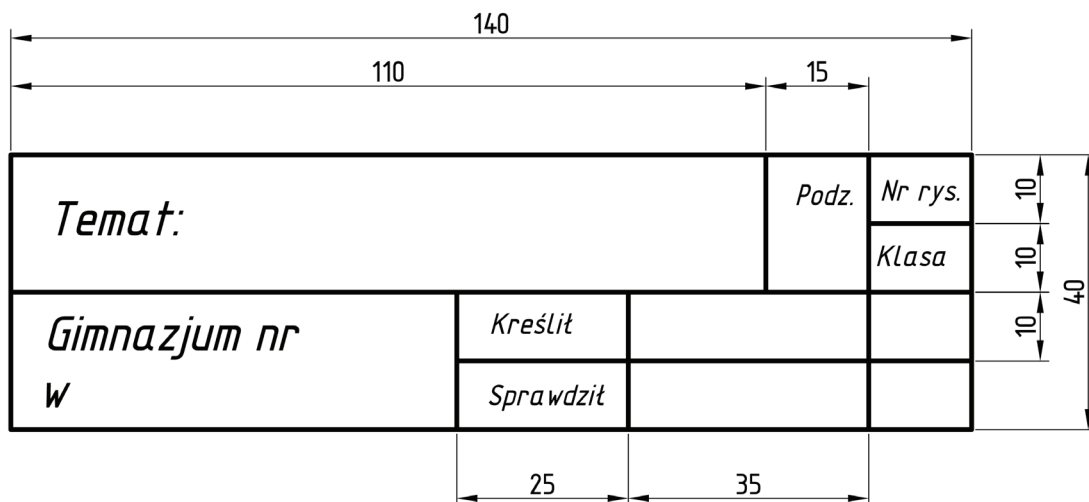 140
110 15
Temat: Podz. Nr rys. 10
Klasa 10
40
Gimnazjum nr Kreślił 10
w Sprawdził
25 35